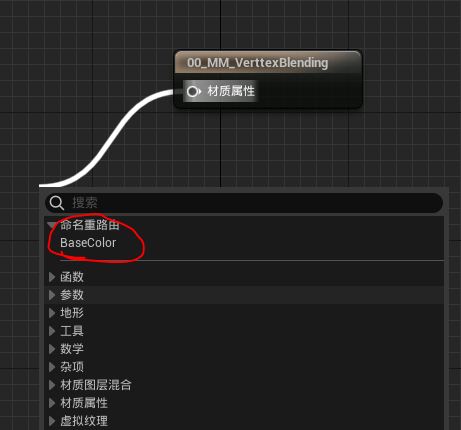 00_MM_VerttexBlending
材质属性
搜索
命名重路由
BaseColor
函数
参数
地形
工具
数学
杂项
材质图层混合
材质属性
虚拟纹理